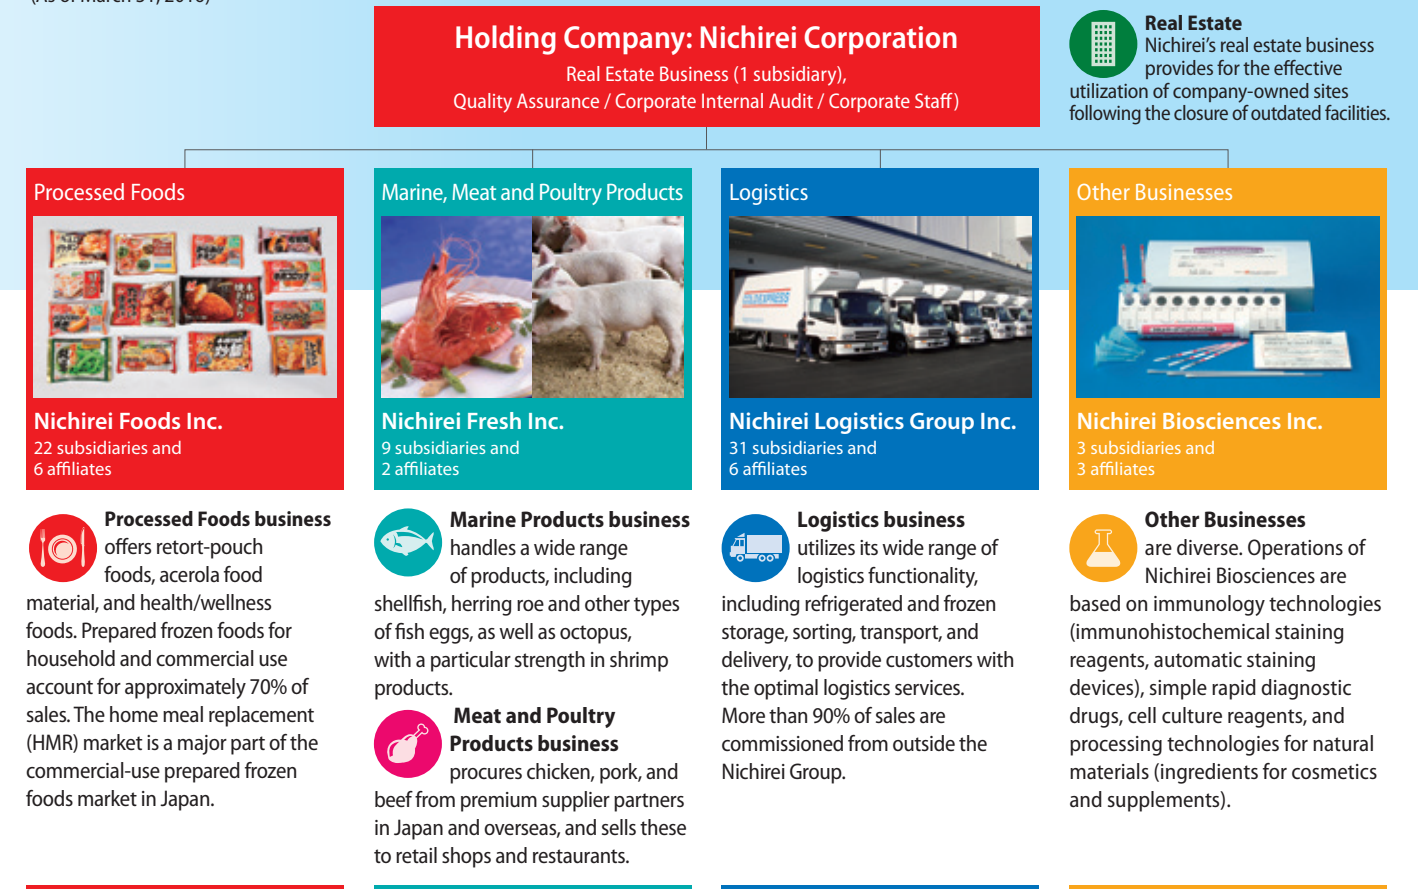 Holding Company: Nichirei Corporation
Real Estate Business (1 subsidiary),
Quality Assurance / Corporate Internal Audit / Corporate Staff)
Real Estate
Nichirei's real estate business
provides for the effective
utilization of company-owned sites
following the closure of outdated facilities.
Processed Foods
Nichirei Foods Inc.
22 subsidiaries and
6 affiliates
Processed Foods business
offers retort-pouch
foods, acerola food
material, and health/wellness
foods. Prepared frozen foods for
household and commercial use
account for approximately 70% of
sales. The home meal replacement
(HMR) market is a major part of the
commercial-use prepared frozen
foods market in Japan.
Marine, Meat and Poultry Products
Nichirei Fresh Inc.
9 subsidiaries and
2 affiliates
Marine Products business
handles a wide range
of products, including
shellfish, herring roe and other types
of fish eggs, as well as octopus,
with a particular strength in shrimp
products.
Meat and Poultry
Products business
procures chicken, pork, and
beef from premium supplier partners
in Japan and overseas, and sells these
to retail shops and restaurants.
Logistics
Nichirei Logistics Group Inc.
31 subsidiaries and
6 affiliates
Logistics business
utilizes its wide range of
logistics functionality,
including refrigerated and frozen
storage, sorting, transport, and
delivery, to provide customers with
the optimal logistics services.
More than 90% of sales are
commissioned from outside the
Nichirei Group.
Other Businesses
Nichirei Biosciences Inc.
3 subsidiaries and
3 affiliates
Other Businesses
are diverse. Operations of
Nichirei Biosciences are
based on immunology technologies
(immunohistochemical staining
reagents, automatic staining
devices), simple rapid diagnostic
drugs, cell culture reagents, and
processing technologies for natural
materials (ingredients for cosmetics
and supplements).